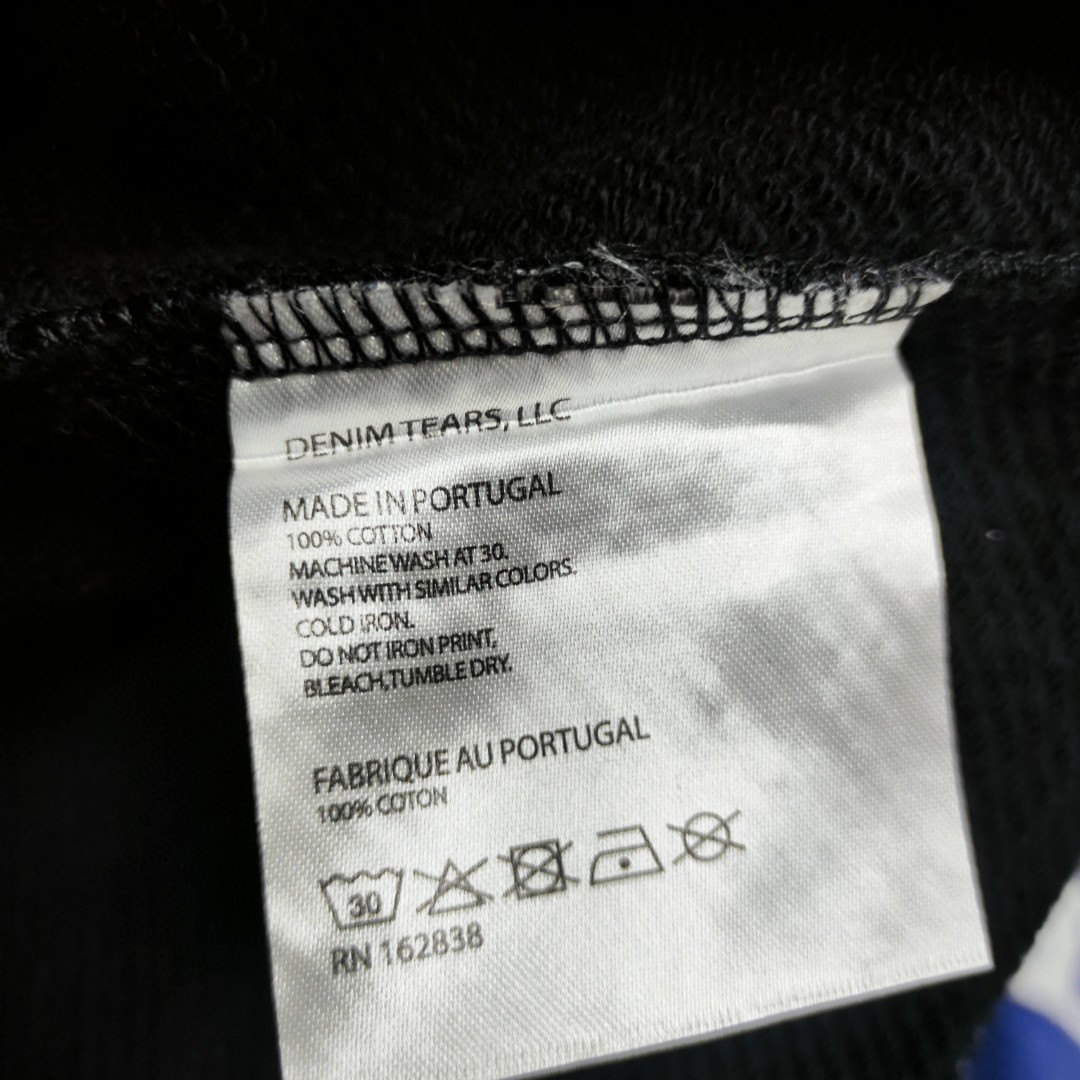 DENIM TEARS, LLC
MADE IN PORTUGAL
100% COTTON
MACHINE WASH AT 30.
WASH WITH SIMILAR COLORS.
COLD IRON.
DO NOT IRON PRINT,
BLEACH,TUMBLE DRY.
FABRIQUE AU PORTUGAL
100% COTON
30
RN 162838